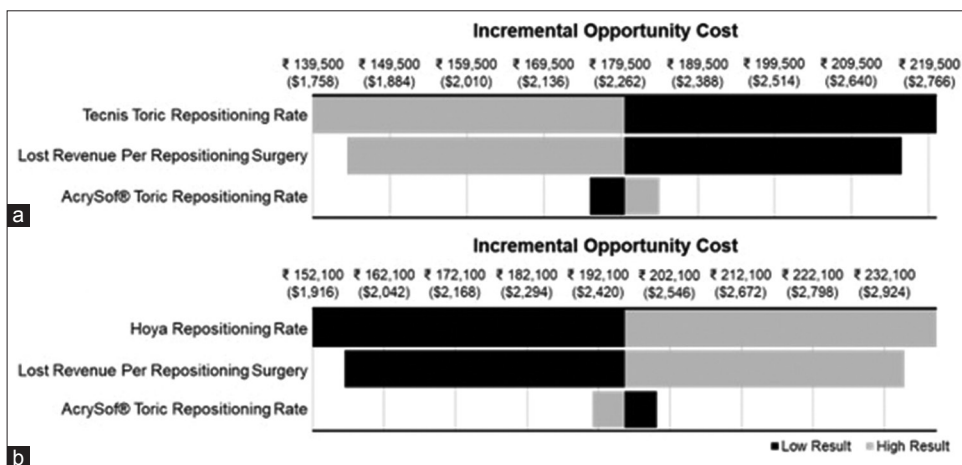 Incremental Opportunity Cost
₹ 139,500 ₹ 149,500 ₹ 159,500 ₹ 169,500 ₹ 179,500 ₹ 189,500 ₹ 199,500 ₹ 209,500 ₹ 219,500
($1,758) ($1,884) ($2,010) ($2,136) ($2,262) ($2,388) ($2,514) ($2,640) ($2,766)
Tecnis Toric Repositioning Rate
Lost Revenue Per Repositioning Surgery
AcrySof® Toric Repositioning Rate
a
Incremental Opportunity Cost
₹ 152,100 ₹ 162,100 ₹ 172,100 ₹ 182,100 ₹ 192,100 ₹ 202,100 ₹ 212,100 ₹ 222,100 ₹ 232,100
($1,916) ($2,042) ($2,168) ($2,294) ($2,420) ($2,546) ($2,672) ($2,798) ($2,924)
Hoya Repositioning Rate
Lost Revenue Per Repositioning Surgery
AcrySof® Toric Repositioning Rate
Low Result High Result
b